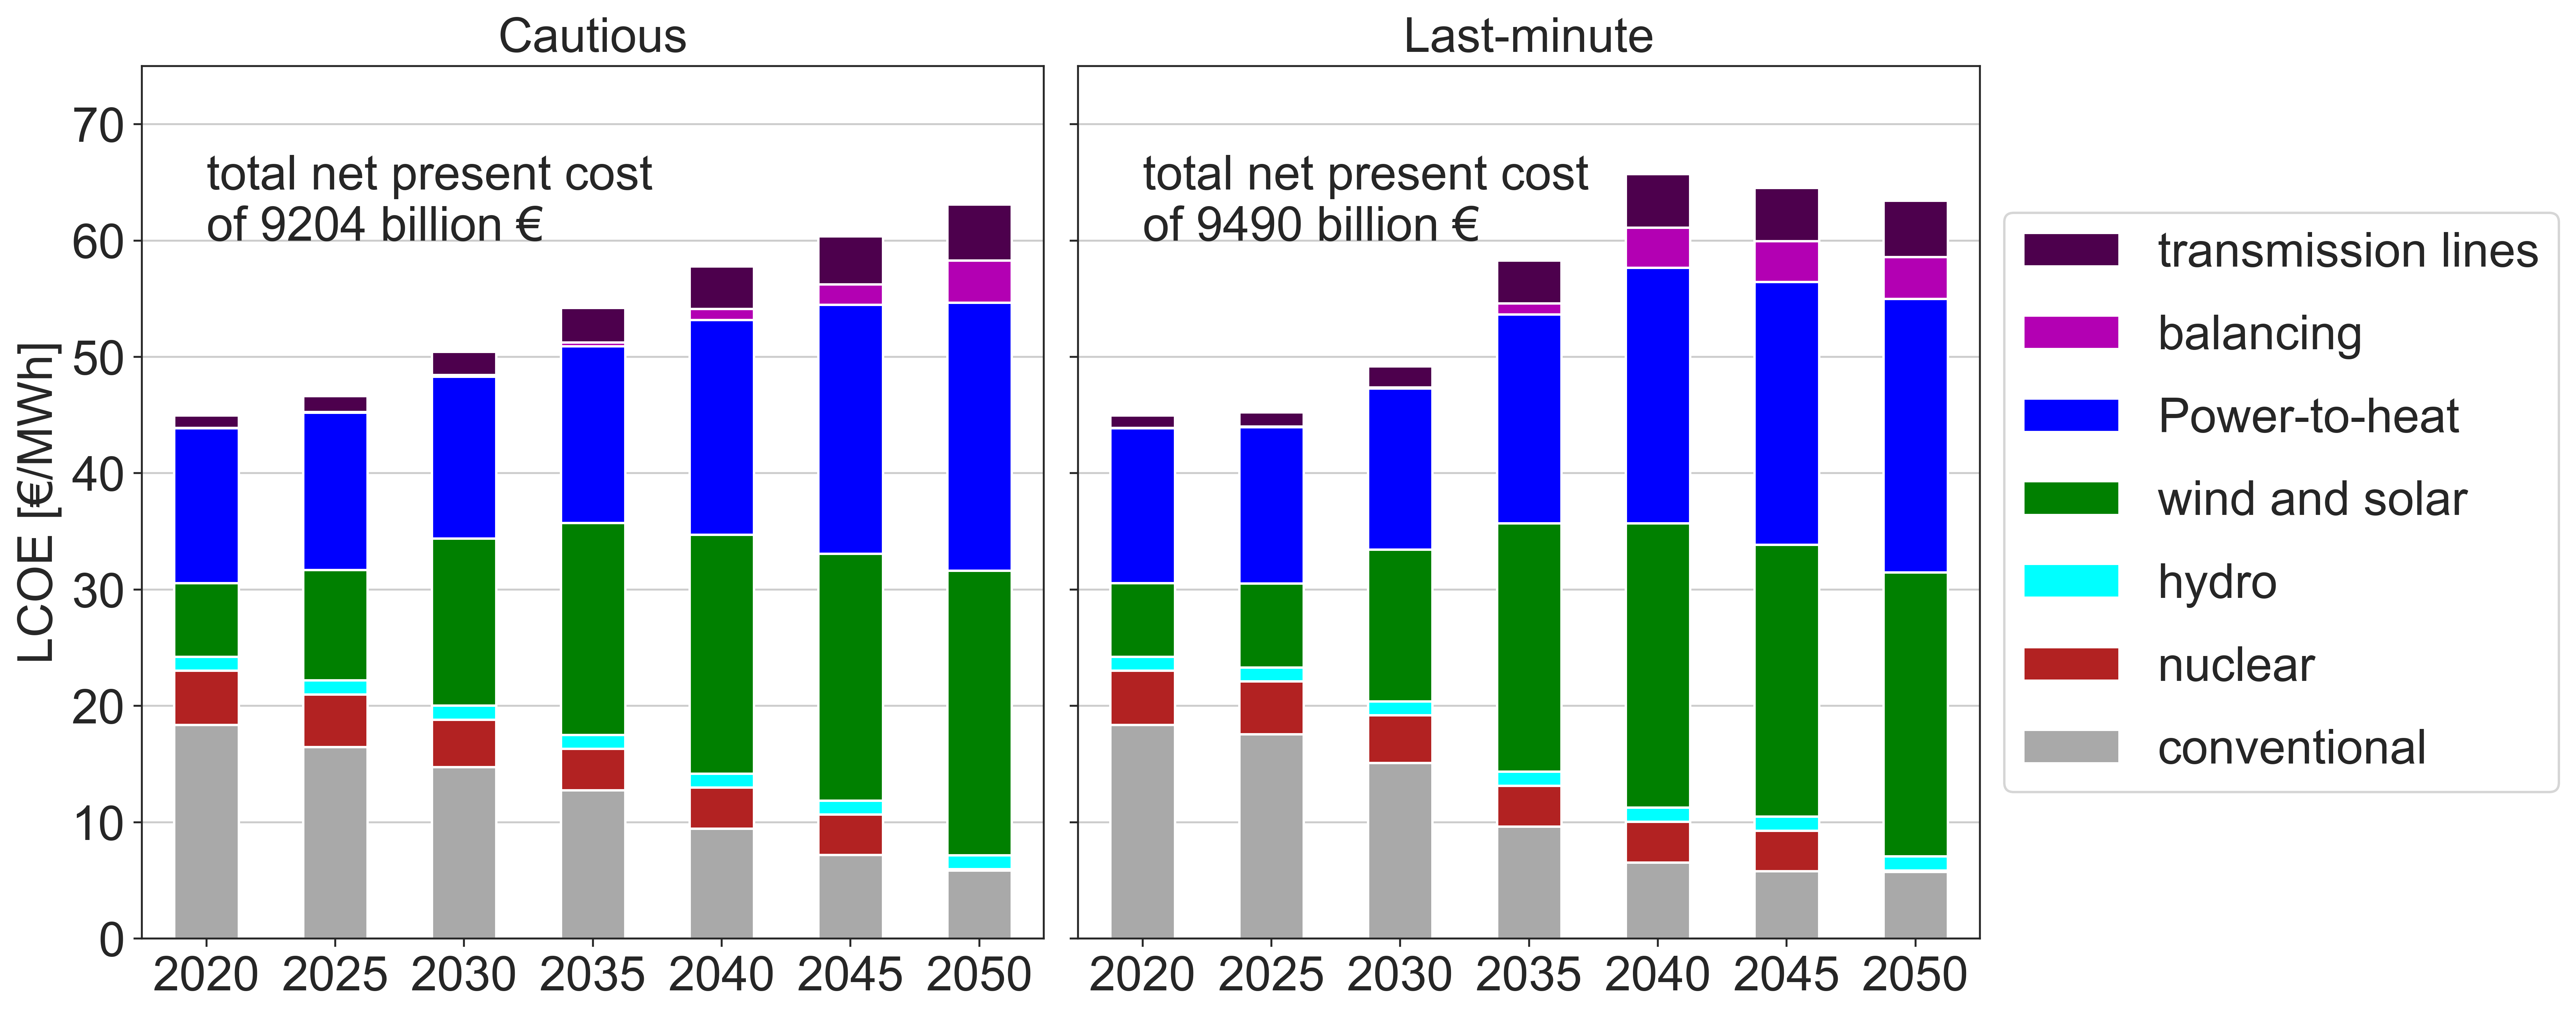 Cautious
Last-minute
LCOE [€/MWh]
70
60
50
40
30
20
10
0
total net present cost
of 9204 billion €
total net present cost
of 9490 billion €
2020 2025 2030 2035 2040 2045 2050
2020 2025 2030 2035 2040 2045 2050
transmission lines
balancing
Power-to-heat
wind and solar
hydro
nuclear
conventional